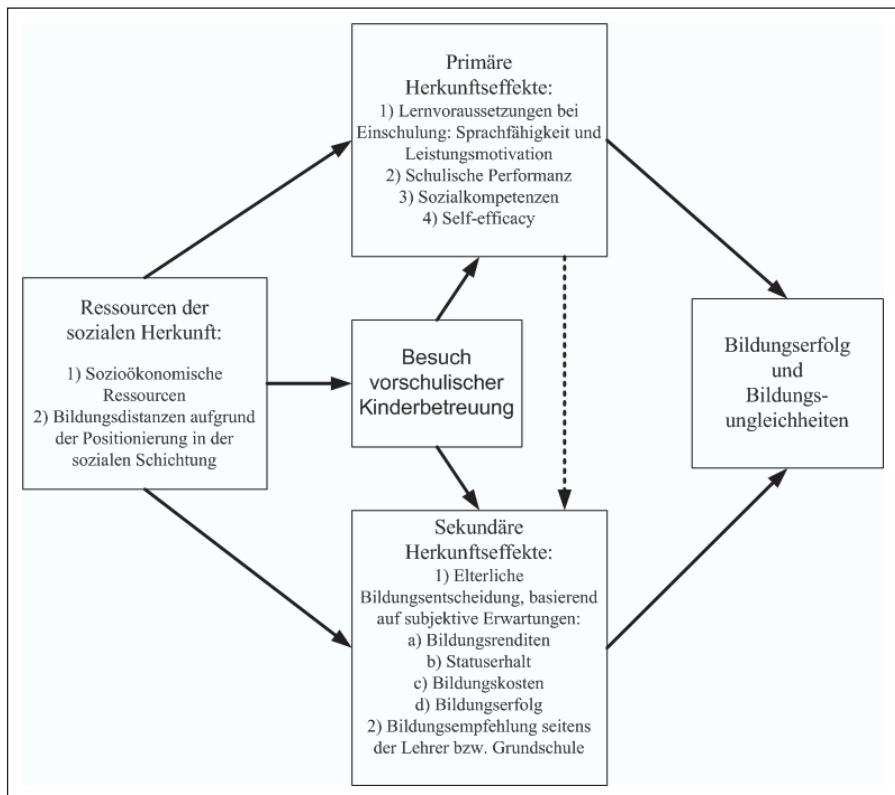 Primäre
Herkunftseffekte:
1) Lernvoraussetzungen bei
Einschulung: Sprachfähigkeit und
Leistungsmotivation
2) Schulische Performanz
3) Sozialkompetenzen
4) Self-efficacy
Ressourcen der
sozialen Herkunft:
1) Sozioökonomische
Ressourcen
2) Bildungsdistanzen aufgrund
der Positionierung in der
sozialen Schichtung
Besuch
vorschulischer
Kinderbetreuung
Bildungserfolg
und
Bildungs-
ungleichheiten
Sekundäre
Herkunftseffekte:
1) Elterliche
Bildungsentscheidung, basierend
auf subjektive Erwartungen:
a) Bildungsrenditen
b) Statuserhalt
c) Bildungskosten
d) Bildungserfolg
2) Bildungsempfehlung seitens
der Lehrer bzw. Grundschule